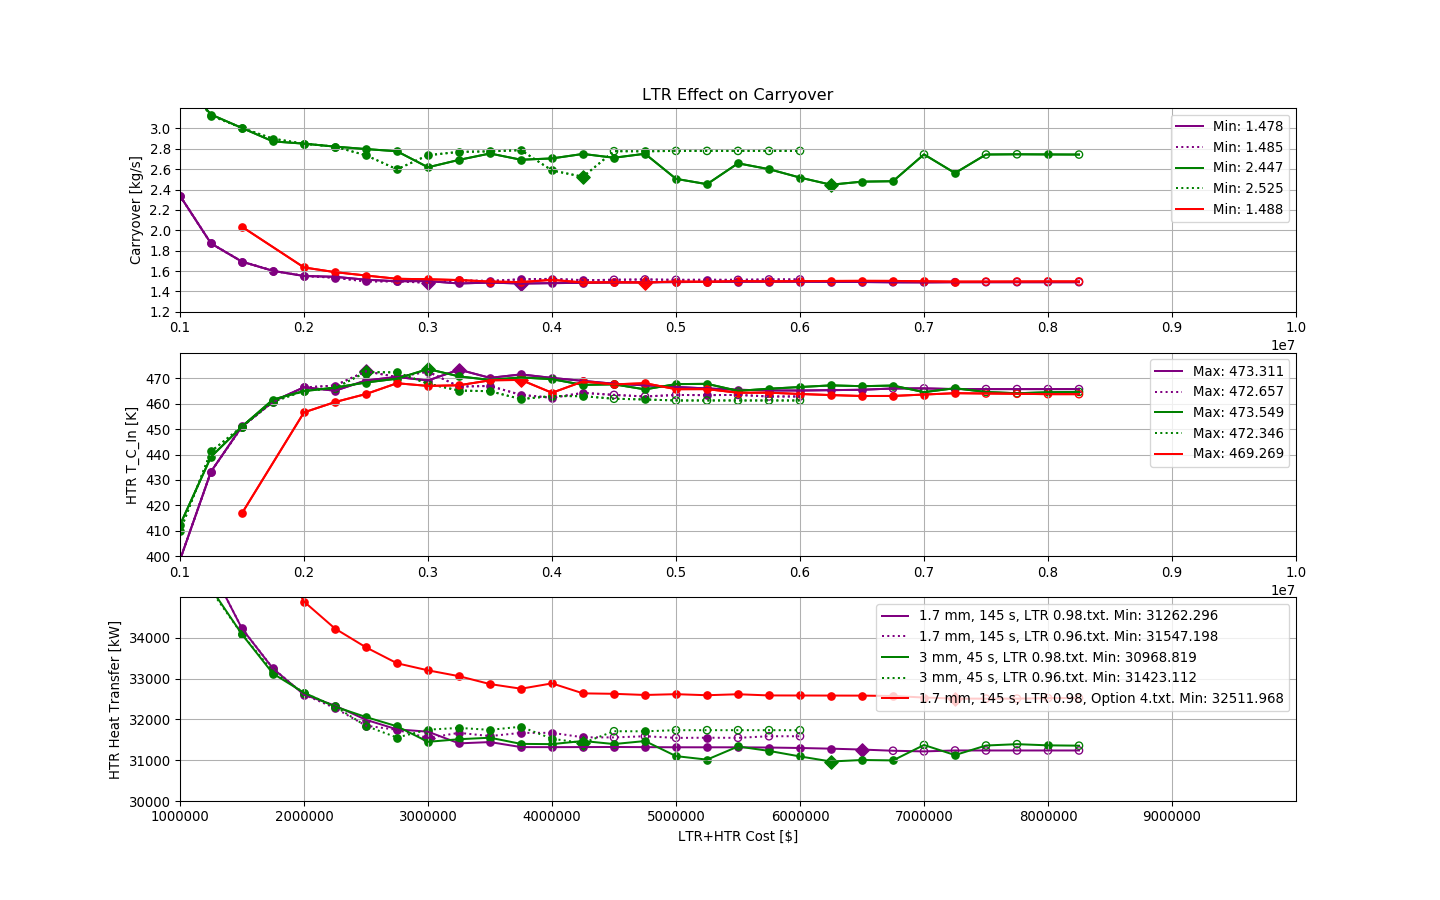 LTR Effect on Carryover
Carryover [kg/s]
3.0
2.8
2.6
2.4
2.2
2.0
1.8
1.6
1.4
1.2
Min: 1.478
Min: 1.485
Min: 2.447
Min: 2.525
Min: 1.488
0.1 0.2 0.3 0.4 0.5 0.6 0.7 0.8 0.9 1.0
1e7
HTR T_C_In [K]
470
460
450
440
430
420
410
400
Max: 473.311
Max: 472.657
Max: 473.549
Max: 472.346
Max: 469.269
0.1 0.2 0.3 0.4 0.5 0.6 0.7 0.8 0.9 1.0
1e7
HTR Heat Transfer [kW]
34000
33000
32000
31000
30000
1.7 mm, 145 s, LTR 0.98.txt. Min: 31262.296
1.7 mm, 145 s, LTR 0.96.txt. Min: 31547.198
3 mm, 45 s, LTR 0.98.txt. Min: 30968.819
3 mm, 45 s, LTR 0.96.txt. Min: 31423.112
1.7 mm, 145 s, LTR 0.98, Option 4.txt. Min: 32511.968
1000000 2000000 3000000 4000000 5000000 6000000 7000000 8000000 9000000
LTR+HTR Cost [$]